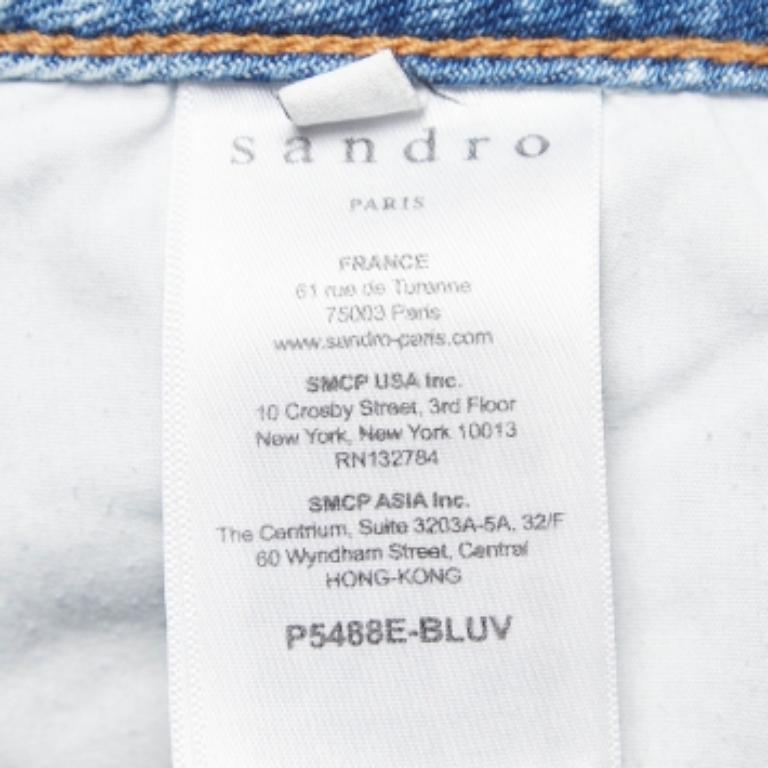 sandro
PARIS
FRANCE
61 rue de Turenne
75003 Paris
www.sandro-paris.com
SMCP USA Inc.
10 Crosby Street, 3rd Floor
New York, New York 10013
RN132784
SMCP ASIA Inc.
The Centrium, Suite 3203A-5A, 32/F
60 Wyndham Street, Central
HONG-KONG
P5488E-BLUV